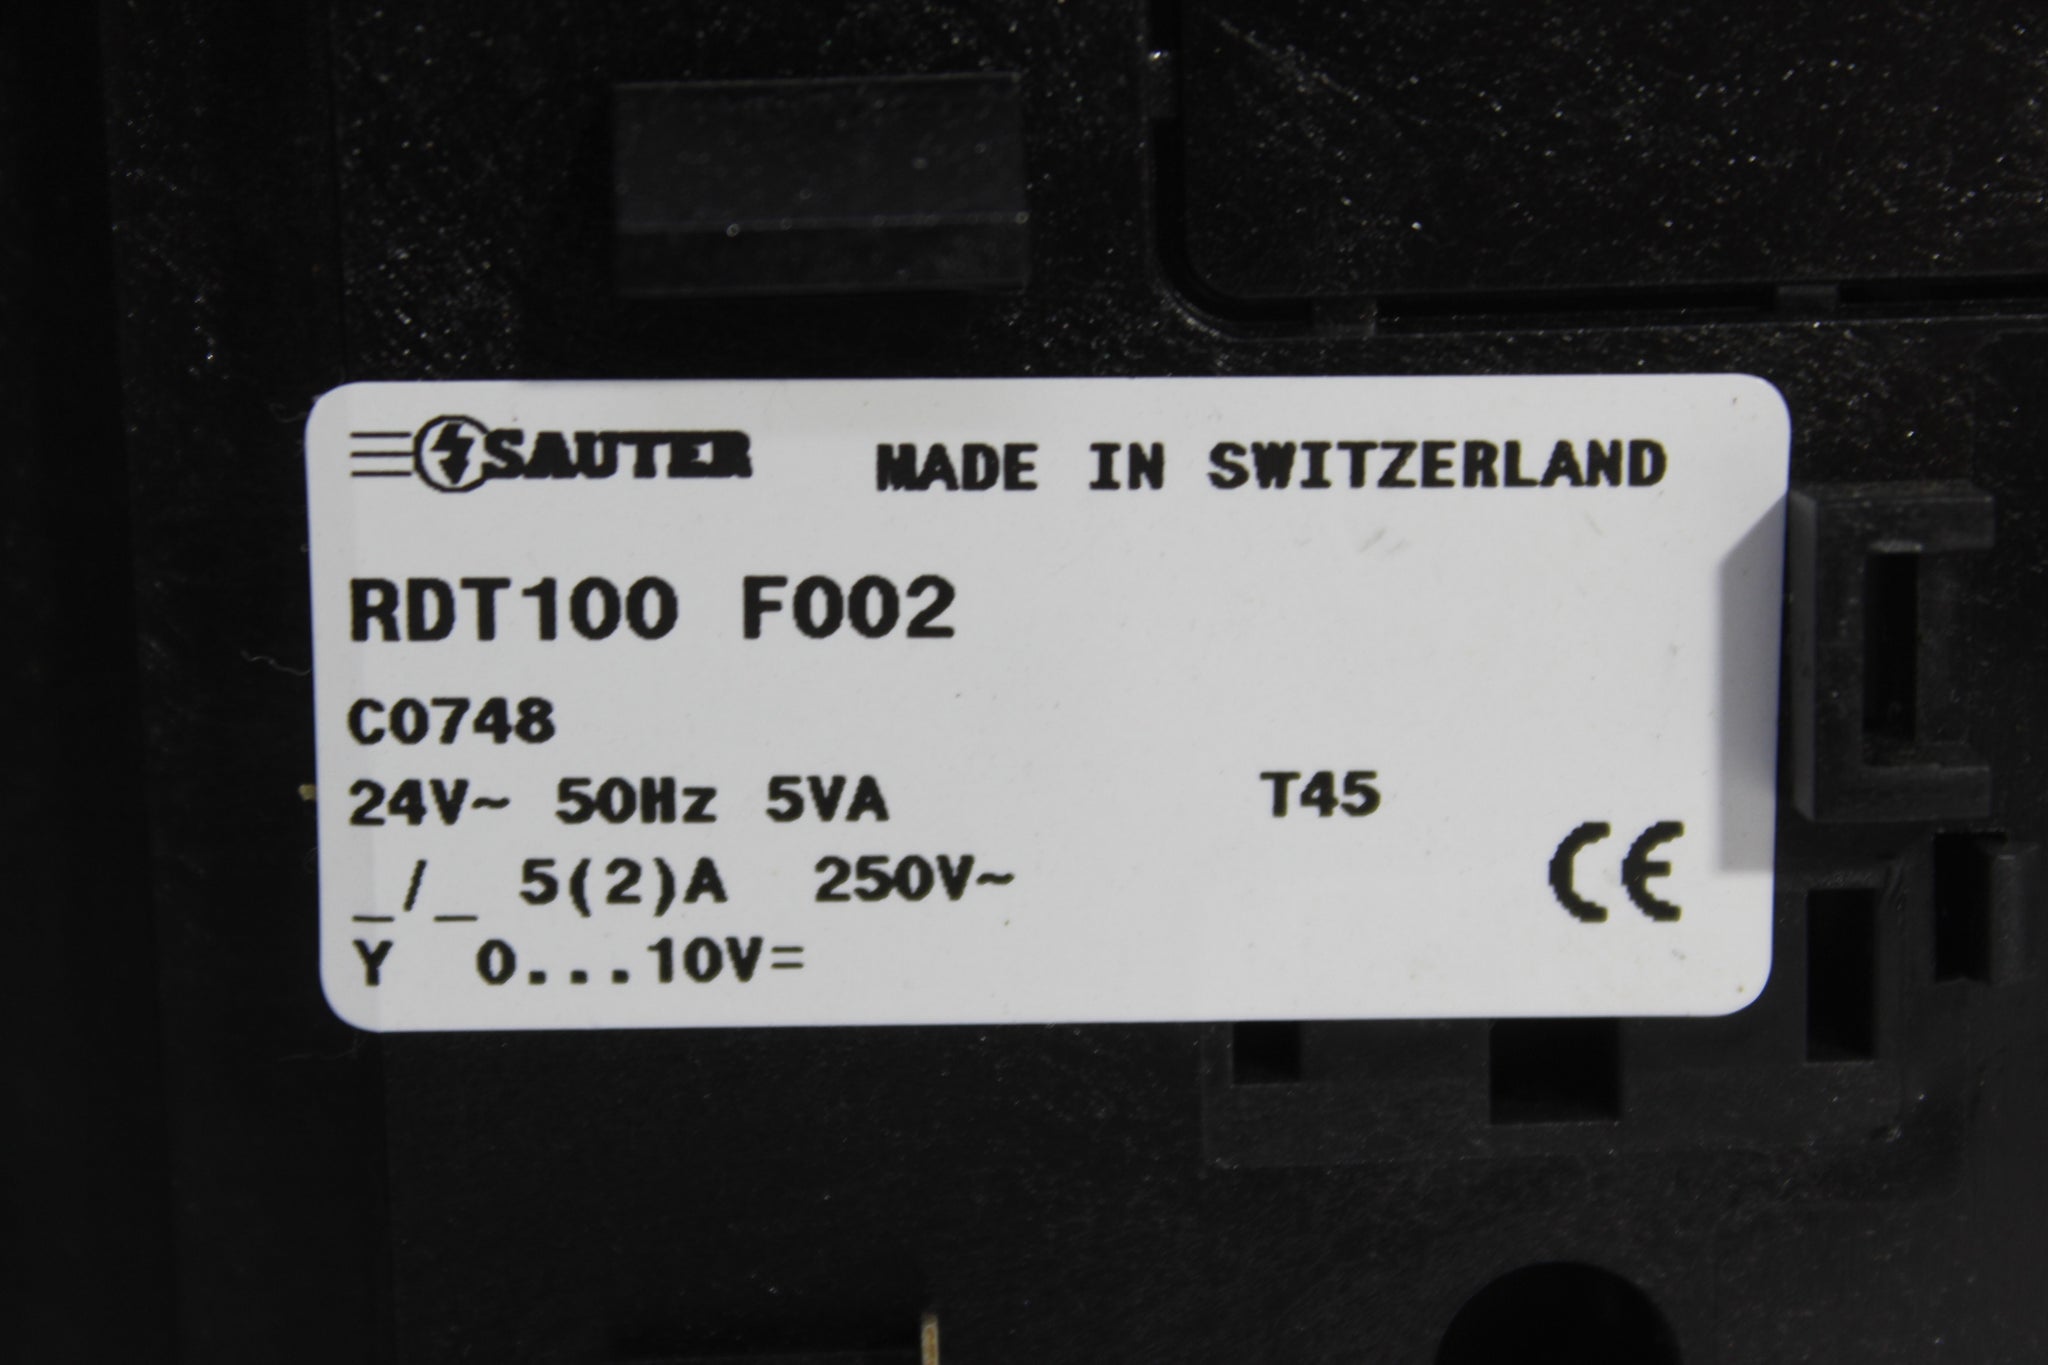 SAUTER MADE IN SWITZERLAND
RDT100 F002
C0748
24V~ 50Hz 5VA T45
_/_ 5(2)A 250V~
CE
Y 0...10V=